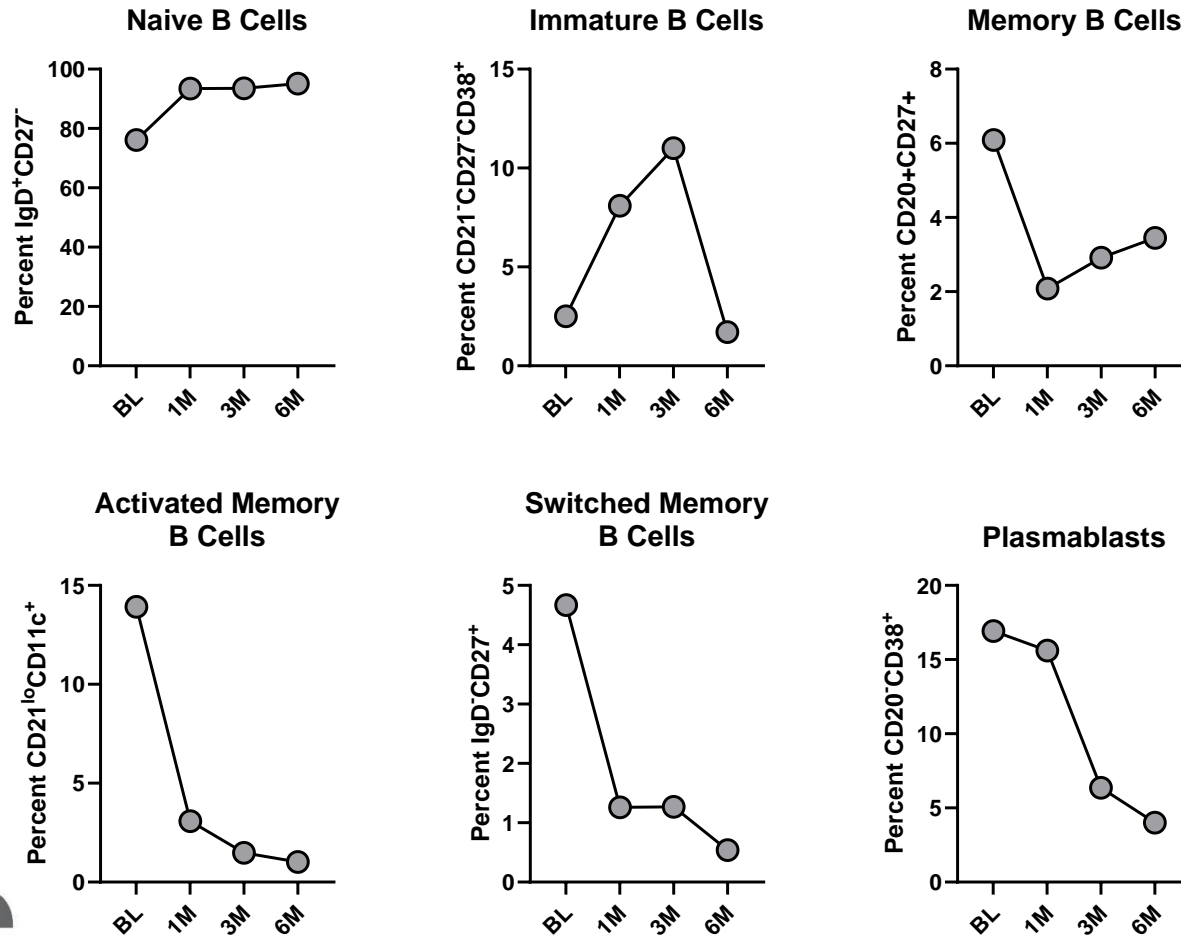 Naive B Cells
Percent IgD⁺CD27⁻
100
80
60
40
20
0
BL
1M
3M
6M
Immature B Cells
Percent CD21⁻CD27⁻CD38⁺
15
10
5
0
BL
1M
3M
6M
Memory B Cells
Percent CD20+CD27+
8
6
4
2
0
BL
1M
3M
6M
Activated Memory
B Cells
Percent CD21ˡᵒCD11c⁺
15
10
5
0
BL
1M
3M
6M
Switched Memory
B Cells
Percent IgD⁻CD27⁺
5
4
3
2
1
0
BL
1M
3M
6M
Plasmablasts
Percent CD20⁻CD38⁺
20
15
10
5
0
BL
1M
3M
6M